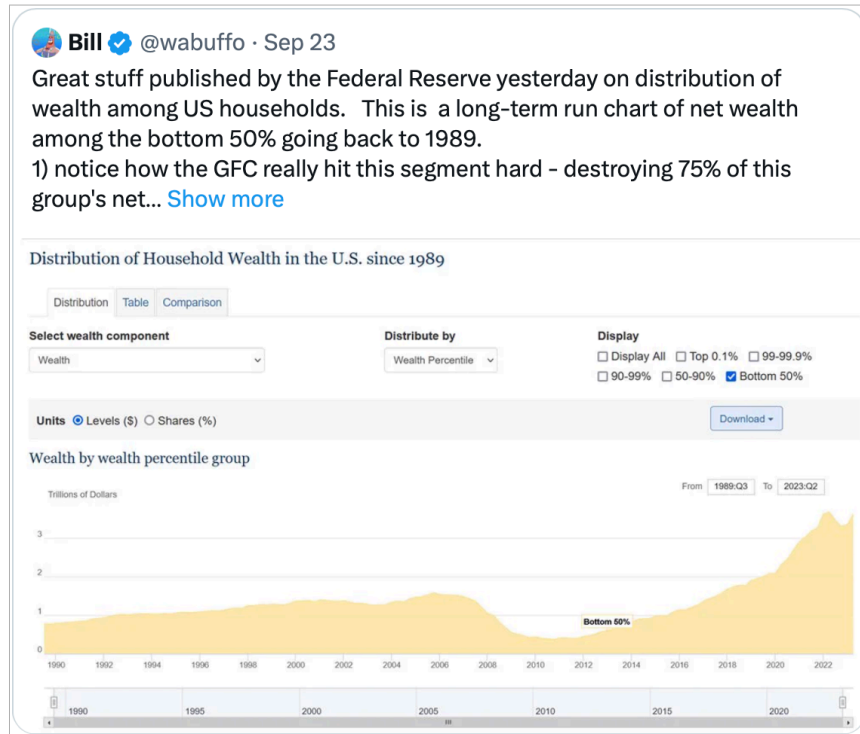 Bill @wabuffo · Sep 23
Great stuff published by the Federal Reserve yesterday on distribution of
wealth among US households. This is a long-term run chart of net wealth
among the bottom 50% going back to 1989.
1) notice how the GFC really hit this segment hard - destroying 75% of this
group's net... Show more
Distribution of Household Wealth in the U.S. since 1989
Distribution Table Comparison
Select wealth component Distribute by Display
Wealth Wealth Percentile Display All Top 0.1% 99-99.9%
90-99% 50-90% Bottom 50%
Units Levels ($) Shares (%) Download
Wealth by wealth percentile group
Trillions of Dollars From 1989:Q3 To 2023:Q2
3
2
1
Bottom 50%
0
1990 1992 1994 1996 1998 2000 2002 2004 2006 2008 2010 2012 2014 2016 2018 2020 2022
1990 1995 2000 2005 2010 2015 2020